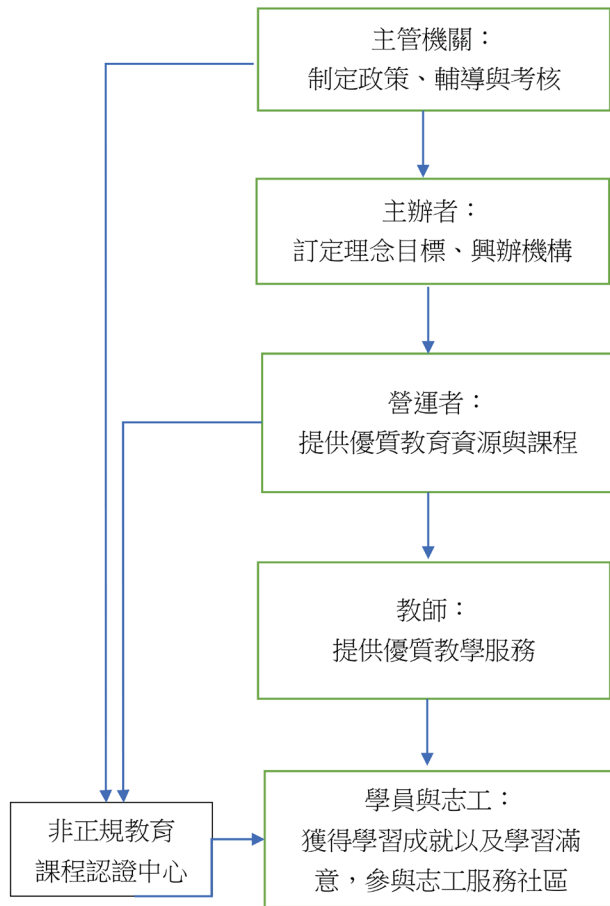 主管機關：
制定政策、輔導與考核
主辦者：
訂定理念目標、興辦機構
營運者：
提供優質教育資源與課程
教師：
提供優質教學服務
學員與志工：
獲得學習成就以及學習滿
意，參與志工服務社區
非正規教育
課程認證中心